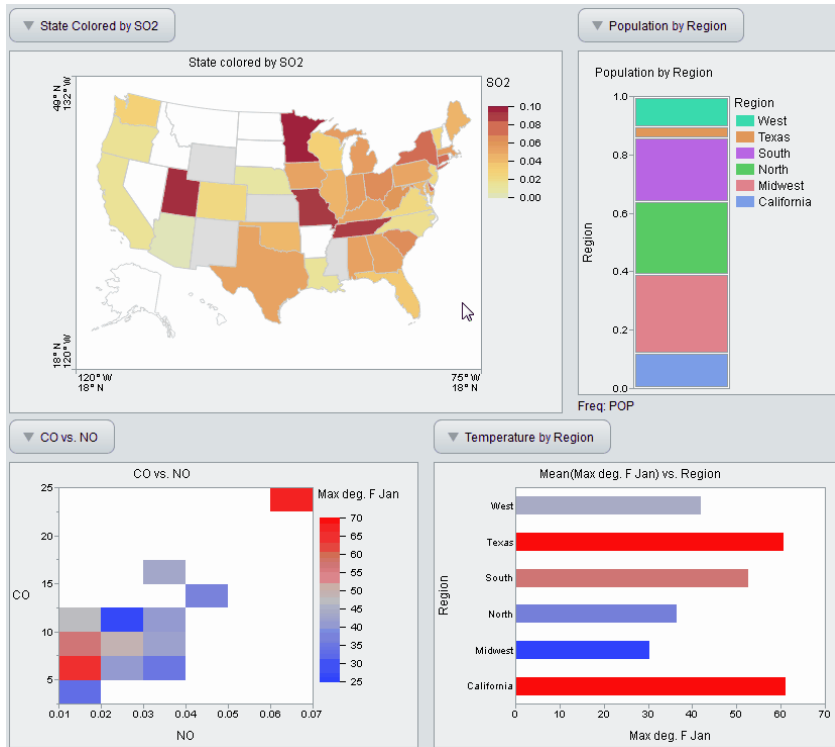 State Colored by SO2
Population by Region
State colored by SO2
49° N
132° W
SO2
0.10
0.08
0.06
0.04
0.02
0.00
18° N
120° W
120° W
18° N
75° W
18° N
Population by Region
1.0
0.8
0.6
0.4
0.2
0.0
Region
Region
West
Texas
South
North
Midwest
California
Freq: POP
CO vs. NO
Temperature by Region
CO vs. NO
25
20
15
10
5
CO
0.01 0.02 0.03 0.04 0.05 0.06 0.07
NO
Max deg. F Jan
70
65
60
55
50
45
40
35
30
25
Mean(Max deg. F Jan) vs. Region
Region
West
Texas
South
North
Midwest
California
0 10 20 30 40 50 60 70
Max deg. F Jan